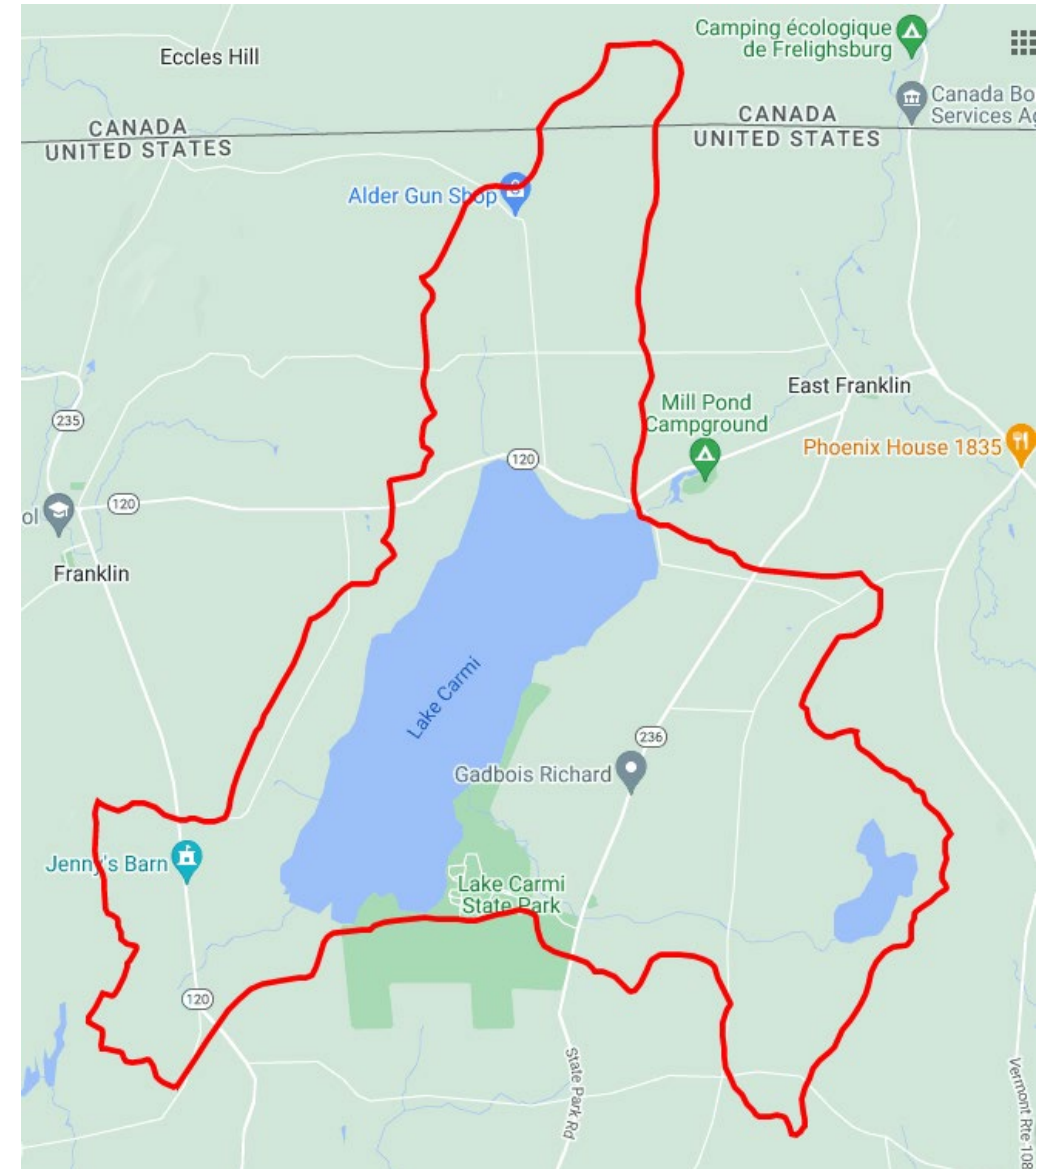 Camping écologique
de Frelighsburg
Eccles Hill
Canada Bo
Services Ag
CANADA
UNITED STATES
CANADA
UNITED STATES
Alder Gun Shop
East Franklin
Mill Pond
Campground
235
Phoenix House 1835
120
120
ol
Franklin
Lake Carmi
236
Gadbois Richard
Jenny's Barn
Lake Carmi
State Park
120
State Park Rd
Vermont Rte 108